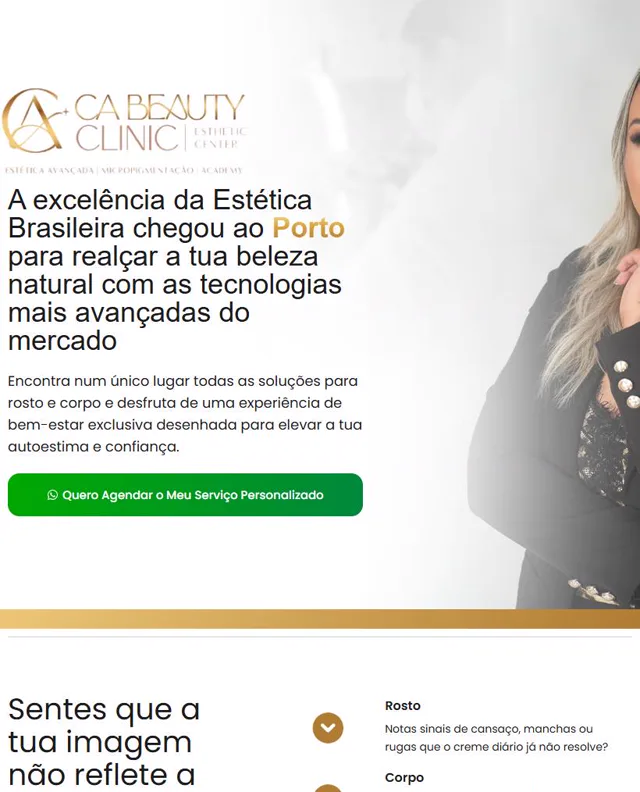 CA BEAUTY
CLINIC | ESTHETIC
CENTER
ESTÉTICA AVANÇADA | MICROPIGMENTAÇÃO | ACADEMY
A excelência da Estética
Brasileira chegou ao Porto
para realçar a tua beleza
natural com as tecnologias
mais avançadas do
mercado
Encontra num único lugar todas as soluções para
rosto e corpo e desfruta de uma experiência de
bem-estar exclusiva desenhada para elevar a tua
autoestima e confiança.
Quero Agendar o Meu Serviço Personalizado
Sentes que a
tua imagem
não reflete a
Rosto
Notas sinais de cansaço, manchas ou
rugas que o creme diário já não resolve?
Corpo